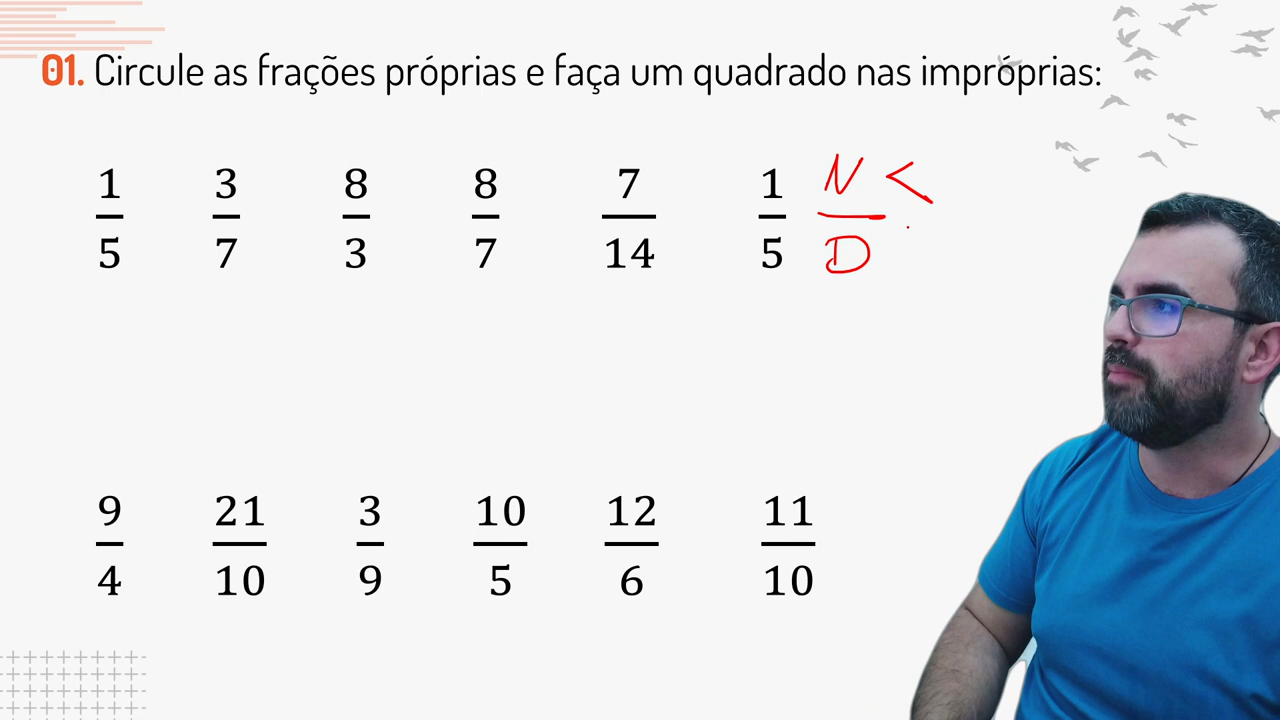 01. Circule as frações próprias e faça um quadrado nas impróprias:
1/5 3/7 8/3 8/7 7/14 1/5 N/D <
9/4 21/10 3/9 10/5 12/6 11/10